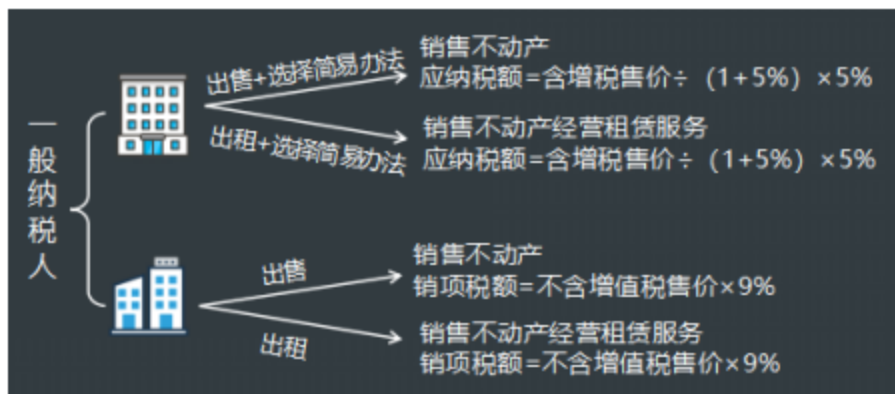 一般纳税人
出售+选择简易办法
销售不动产
应纳税额=含增税售价÷（1+5%）×5%
出租+选择简易办法
销售不动产经营租赁服务
应纳税额=含增税售价÷（1+5%）×5%
出售
销售不动产
销项税额=不含增值税售价×9%
出租
销售不动产经营租赁服务
销项税额=不含增值税售价×9%